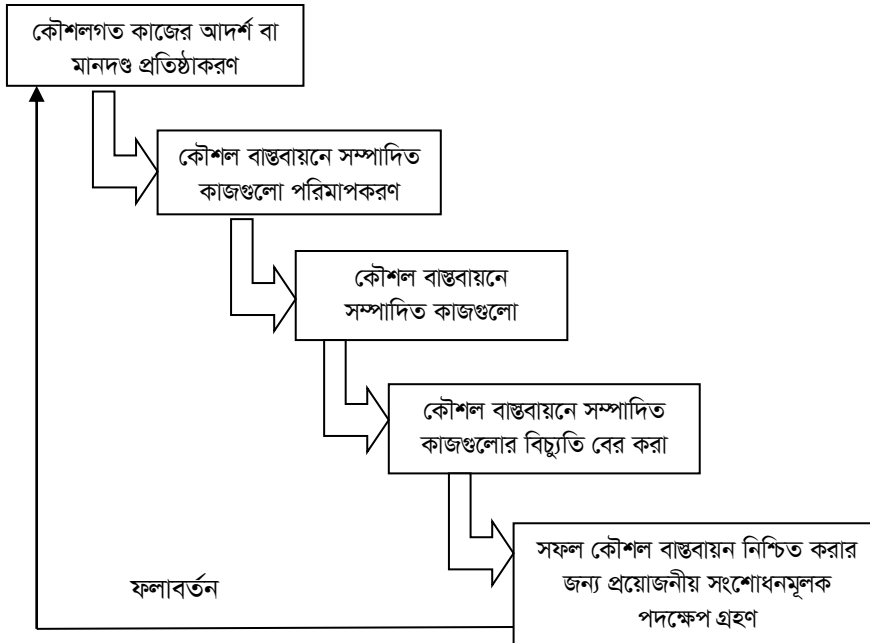 কৌশলগত কাজের আদর্শ বা
মানদণ্ড প্রতিষ্ঠাকরণ
কৌশল বাস্তবায়নে সম্পাদিত
কাজগুলো পরিমাপকরণ
কৌশল বাস্তবায়নে
সম্পাদিত কাজগুলো
কৌশল বাস্তবায়নে সম্পাদিত
কাজগুলোর বিচ্যুতি বের করা
সফল কৌশল বাস্তবায়ন নিশ্চিত করার
জন্য প্রয়োজনীয় সংশোধনমূলক
পদক্ষেপ গ্রহণ
ফলাবর্তন